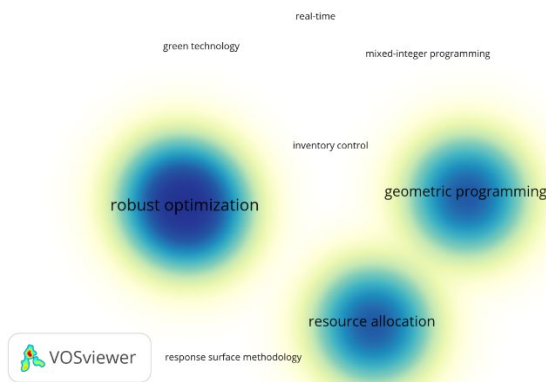 real-time
green technology
mixed-integer programming
inventory control
geometric programming
robust optimization
resource allocation
response surface methodology
VOSviewer